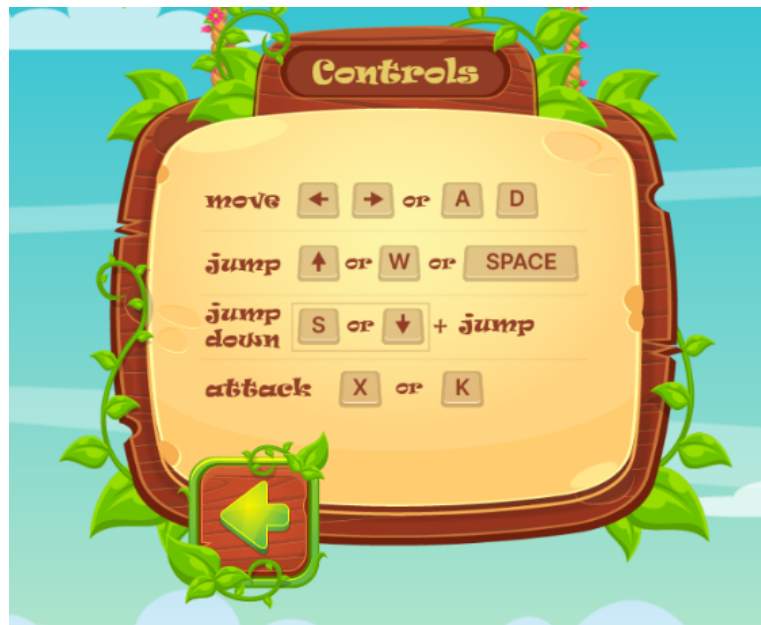 Controls
move ← → or A D
jump ↑ or W or SPACE
jump
down S or ↓ + jump
attack X or K